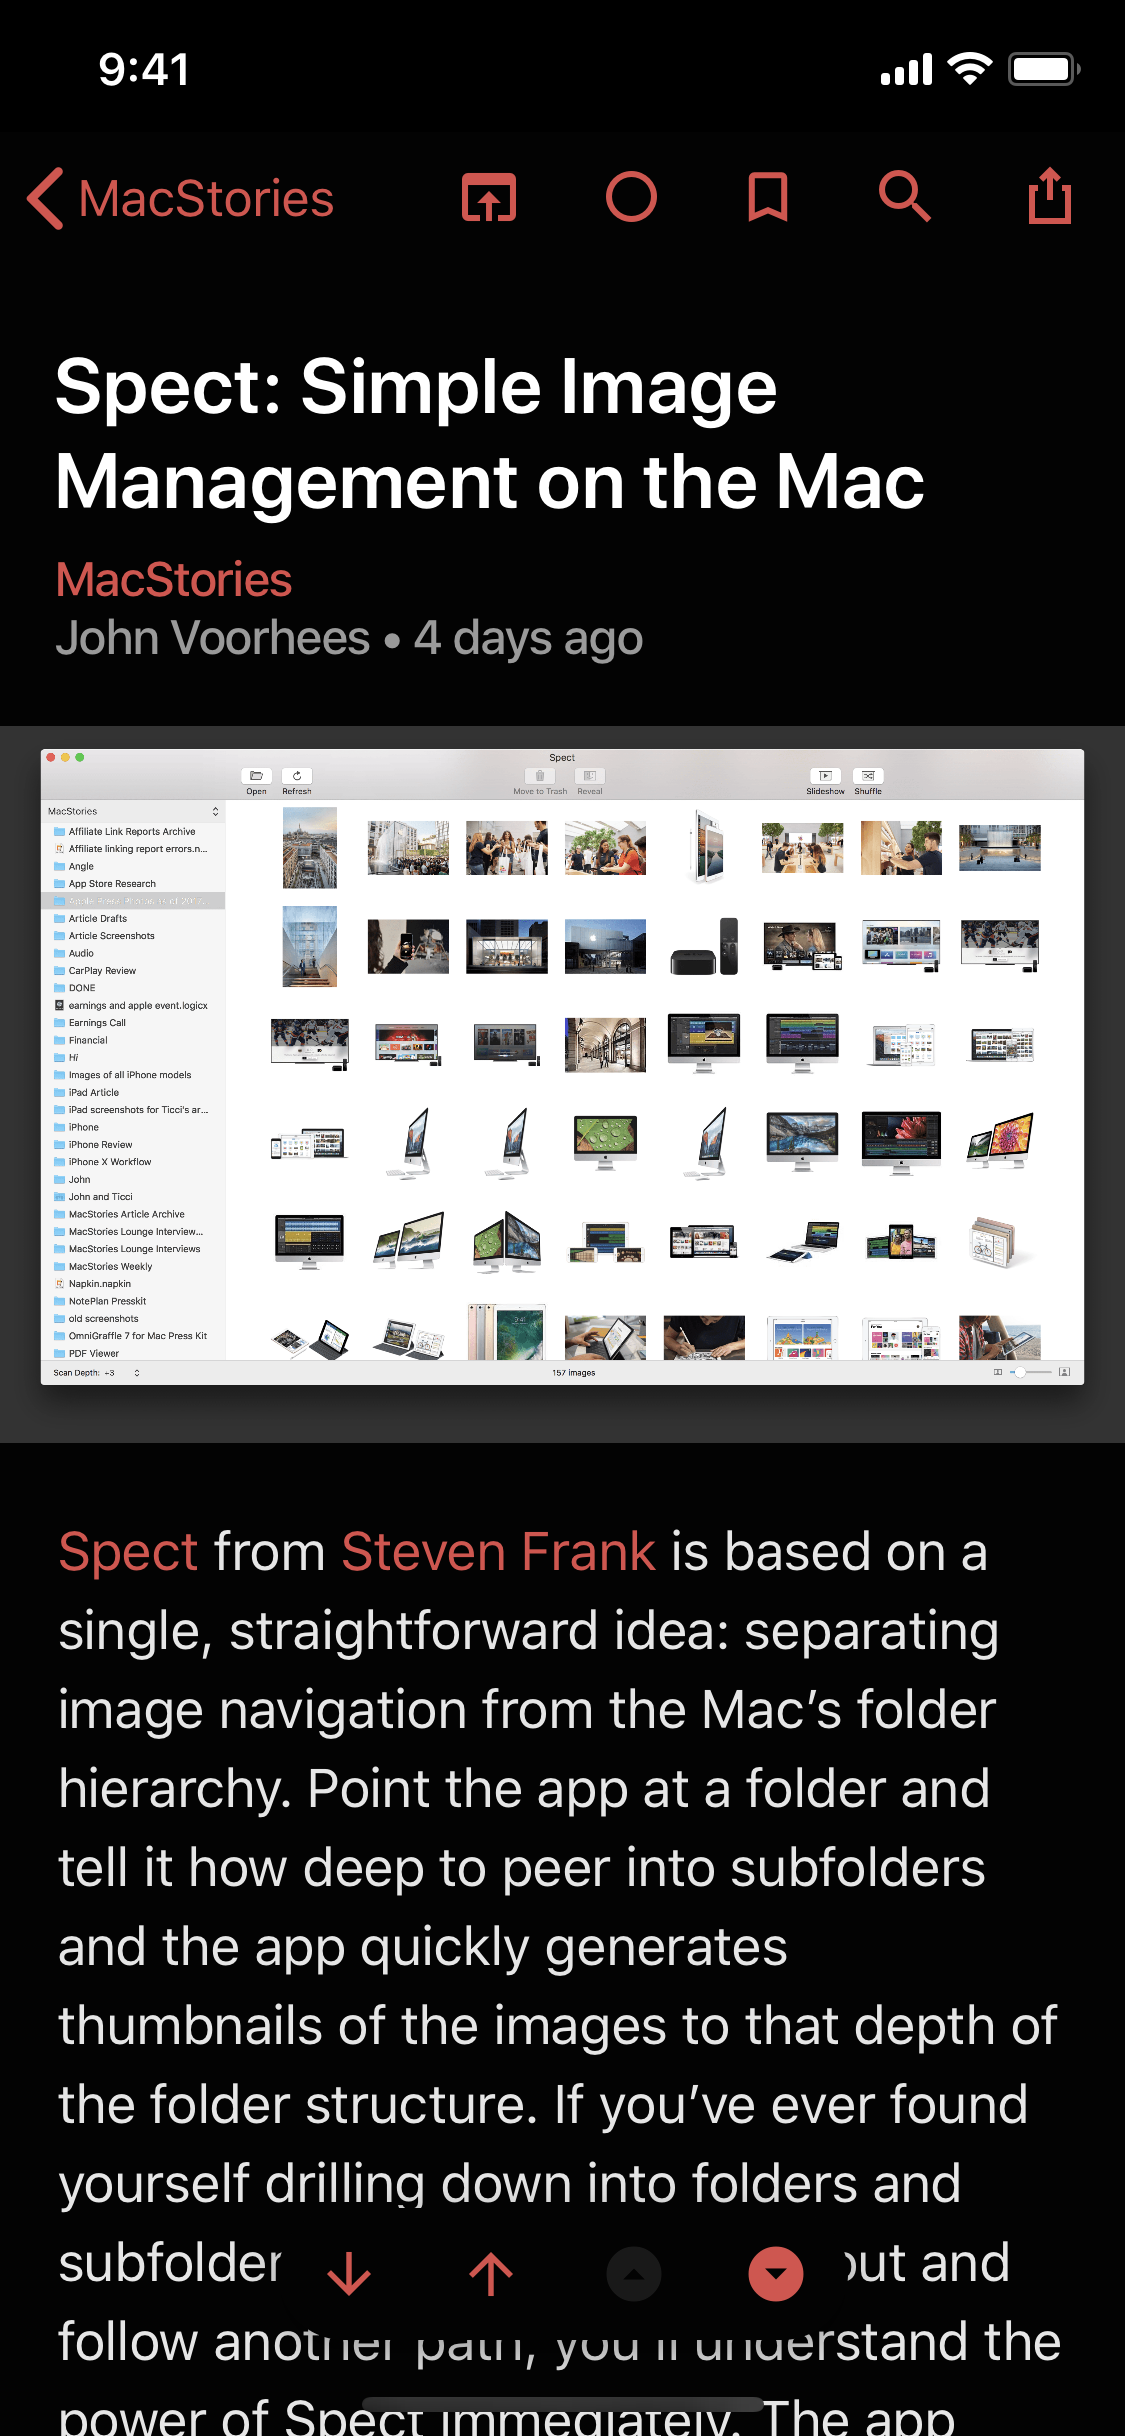 9:41
MacStories
Spect: Simple Image
Management on the Mac
MacStories
John Voorhees • 4 days ago
Spect
Open
Refresh
Move to Trash
Reveal
Slideshow
Shuffle
MacStories
Affiliate Link Reports Archive
Affiliate linking report errors.n...
Angle
App Store Research
Article Drafts
Article Screenshots
Audio
CarPlay Review
DONE
earnings and apple event.logicx
Earnings Call
Financial
Hi
Images of all iPhone models
iPad Article
iPad screenshots for Ticci's ar...
iPhone
iPhone Review
iPhone X Workflow
John
John and Ticci
MacStories Article Archive
MacStories Lounge Interview...
MacStories Lounge Interviews
MacStories Weekly
Napkin.napkin
NotePlan Presskit
old screenshots
OmniGraffle 7 for Mac Press Kit
PDF Viewer
Scan Depth: +3
157 images
Spect from Steven Frank is based on a
single, straightforward idea: separating
image navigation from the Mac’s folder
hierarchy. Point the app at a folder and
tell it how deep to peer into subfolders
and the app quickly generates
thumbnails of the images to that depth of
the folder structure. If you’ve ever found
yourself drilling down into folders and
subfolder out and
follow another path, you’ll understand the
power of Spect immediately. The app